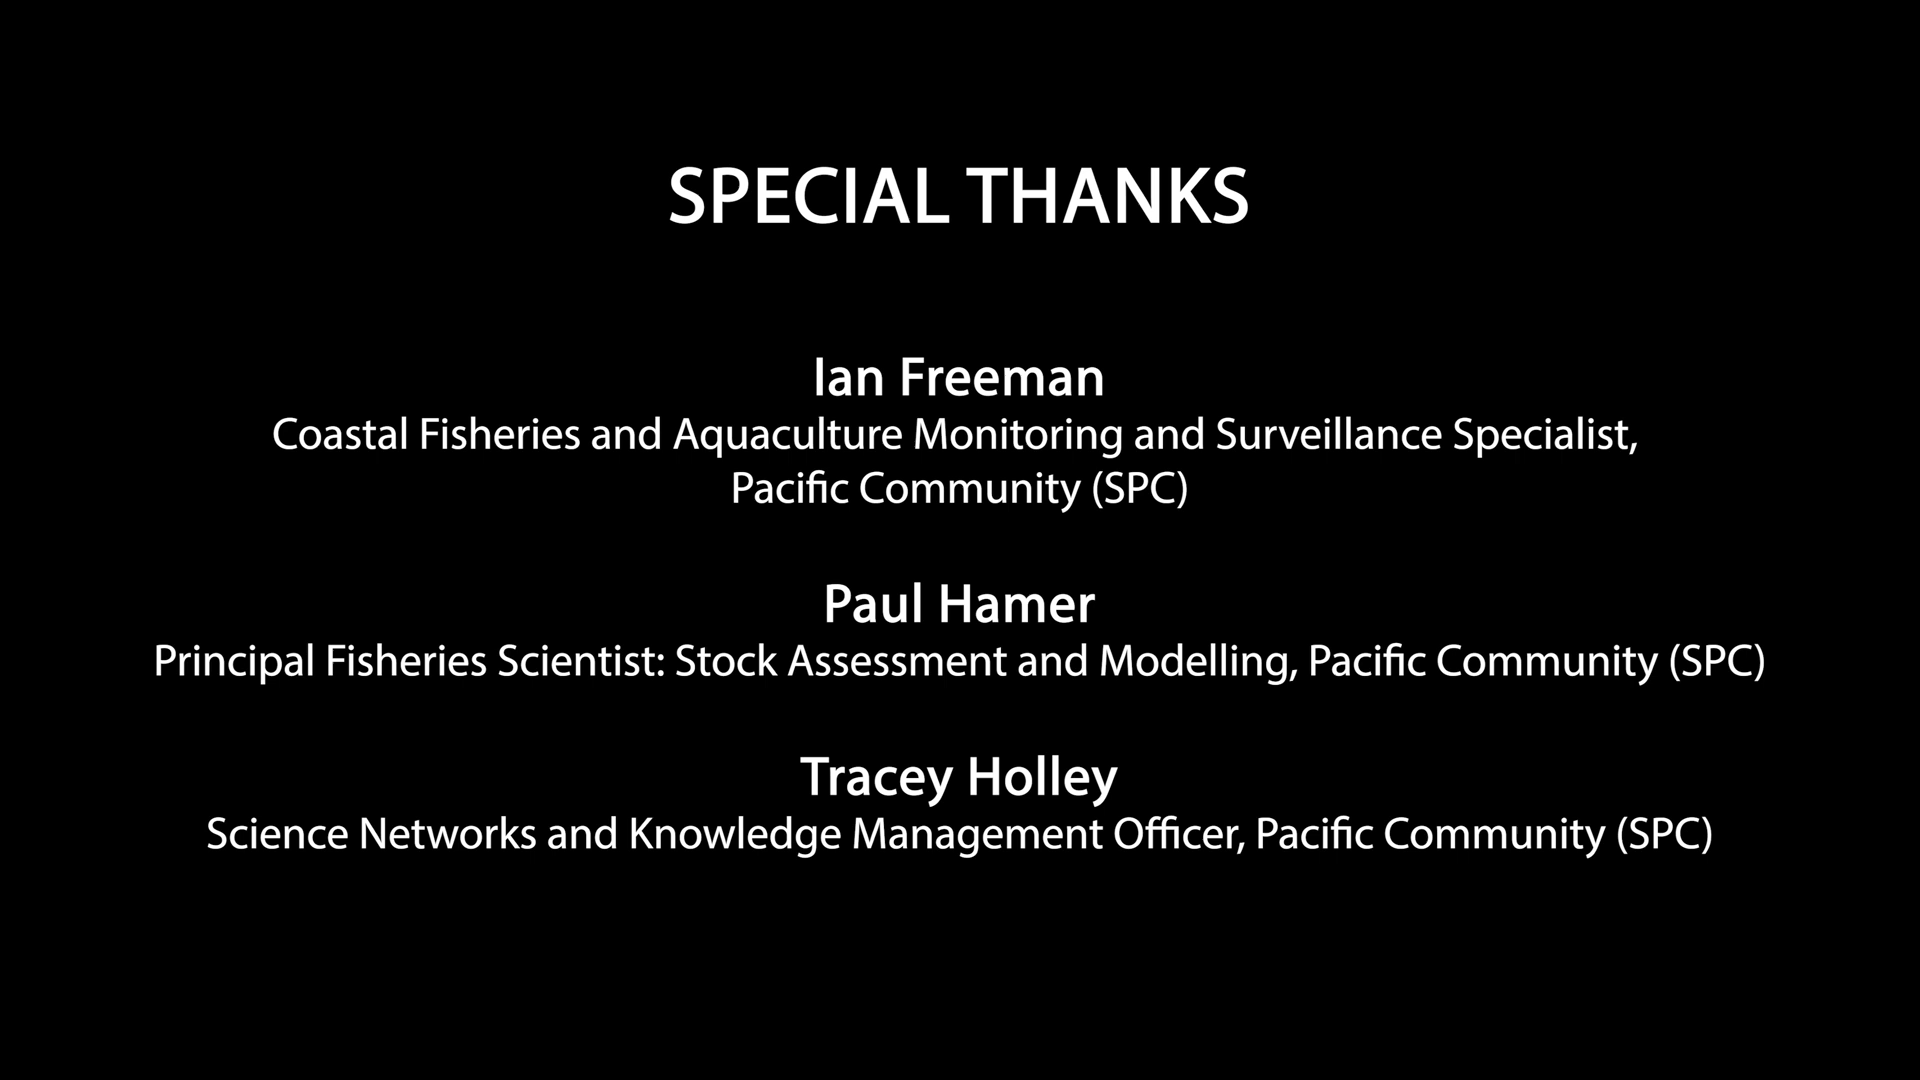 SPECIAL THANKS
Ian Freeman
Coastal Fisheries and Aquaculture Monitoring and Surveillance Specialist,
Pacific Community (SPC)
Paul Hamer
Principal Fisheries Scientist: Stock Assessment and Modelling, Pacific Community (SPC)
Tracey Holley
Science Networks and Knowledge Management Officer, Pacific Community (SPC)